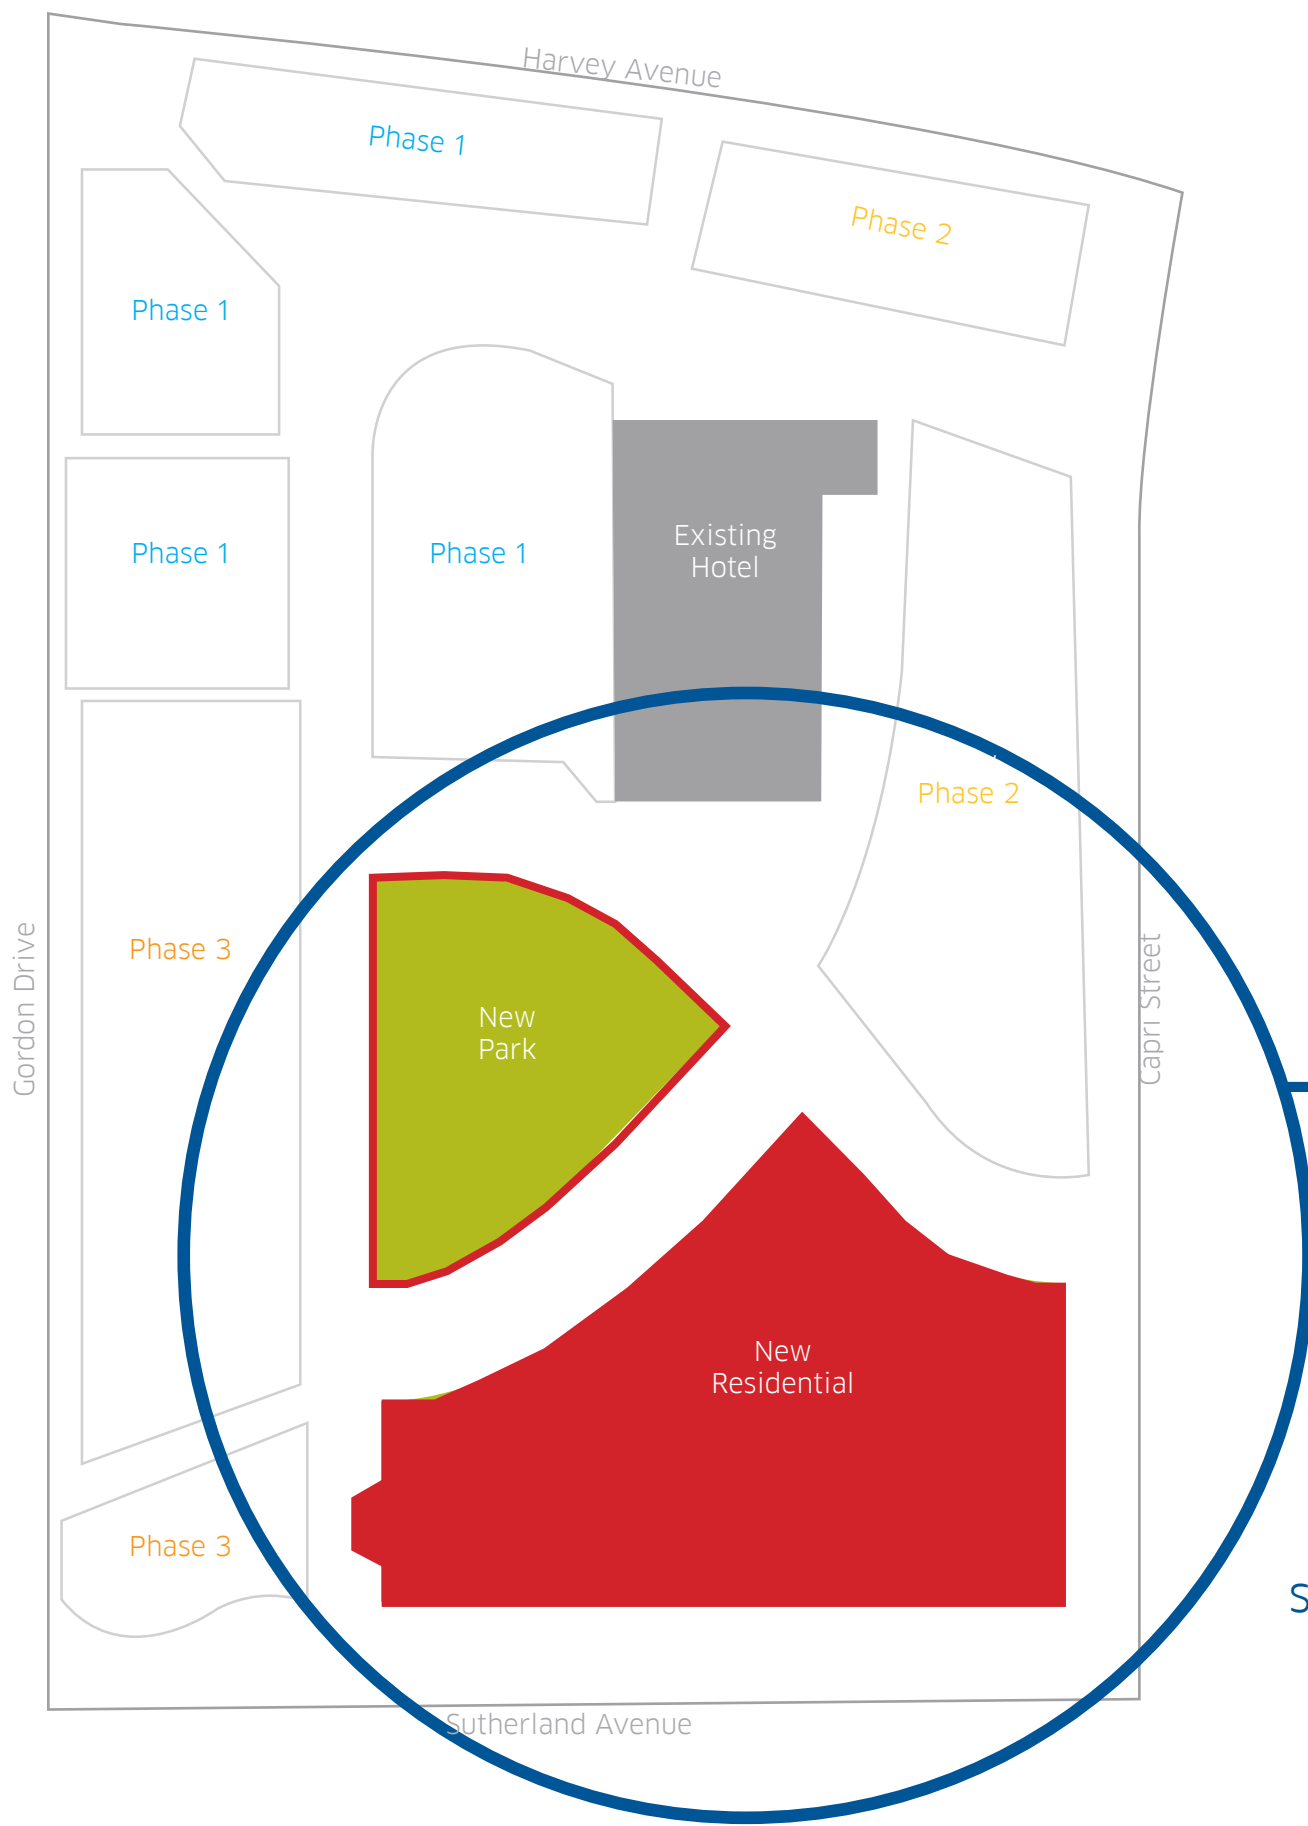 Harvey Avenue
Phase 1
Phase 2
Phase 1
Existing
Hotel
Phase 1
Phase 1
Phase 2
Phase 3
Gordon Drive
Capri Street
New
Park
New
Residential
Phase 3
S
Sutherland Avenue